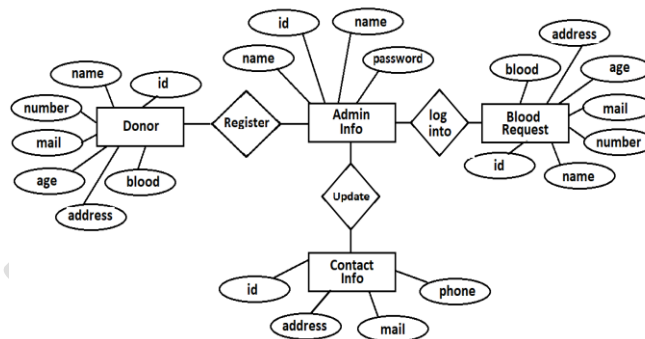 id
name
address
name
id
name
password
blood
age
number
mail
Donor
Register
Admin
Info
log
into
Blood
Request
mail
number
age
blood
id
name
address
Update
Contact
Info
id
phone
address
mail